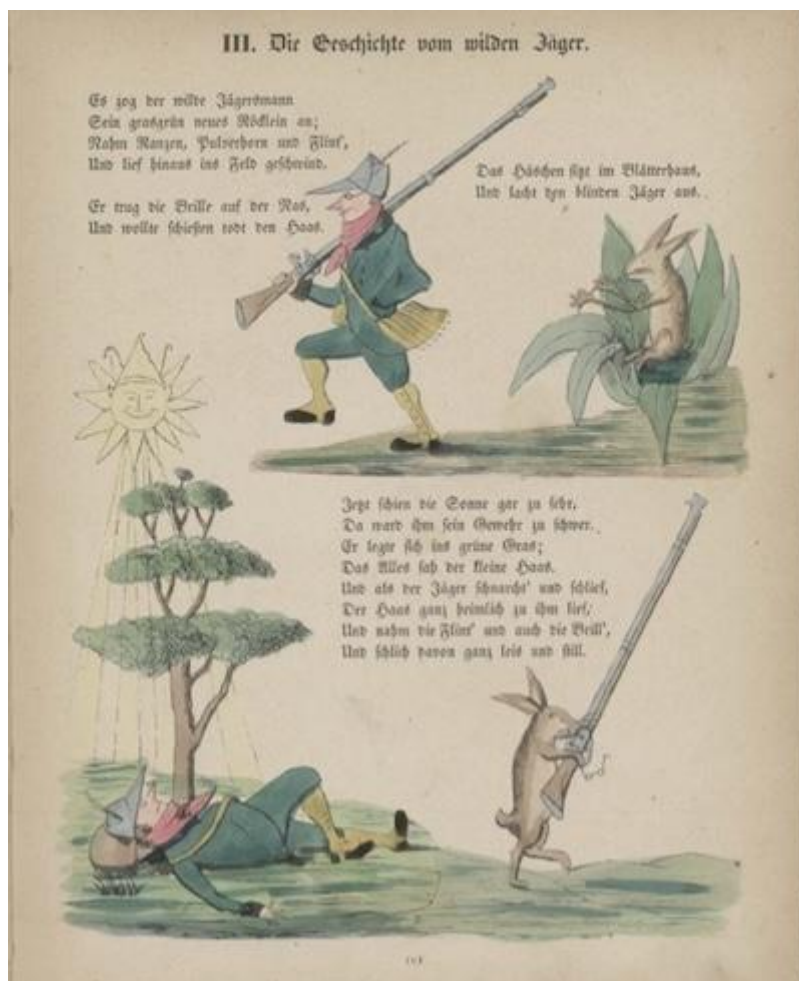 III. Die Geschichte vom wilden Jäger.
Es zog der wilde Jägersmann
Sein grasgrün neues Röcklein an;
Nahm Ranzen, Pulverhorn und Flint',
Und lief hinaus ins Feld geschwind.
Er trug die Brille auf der Nas,
Und wollte schießen todt den Haas.
Das Häschen sitzt im Blätterhaus,
Und lacht den blinden Jäger aus.
Jetzt schien die Sonne gar zu sehr,
Da ward ihm sein Gewehr zu schwer.
Er legte sich ins grüne Gras;
Das Alles sah der kleine Haas.
Und als der Jäger schnarcht' und schlief,
Der Haas ganz heimlich zu ihm lief,
Und nahm die Flint' und auch die Brill',
Und schlich davon ganz leis und still.